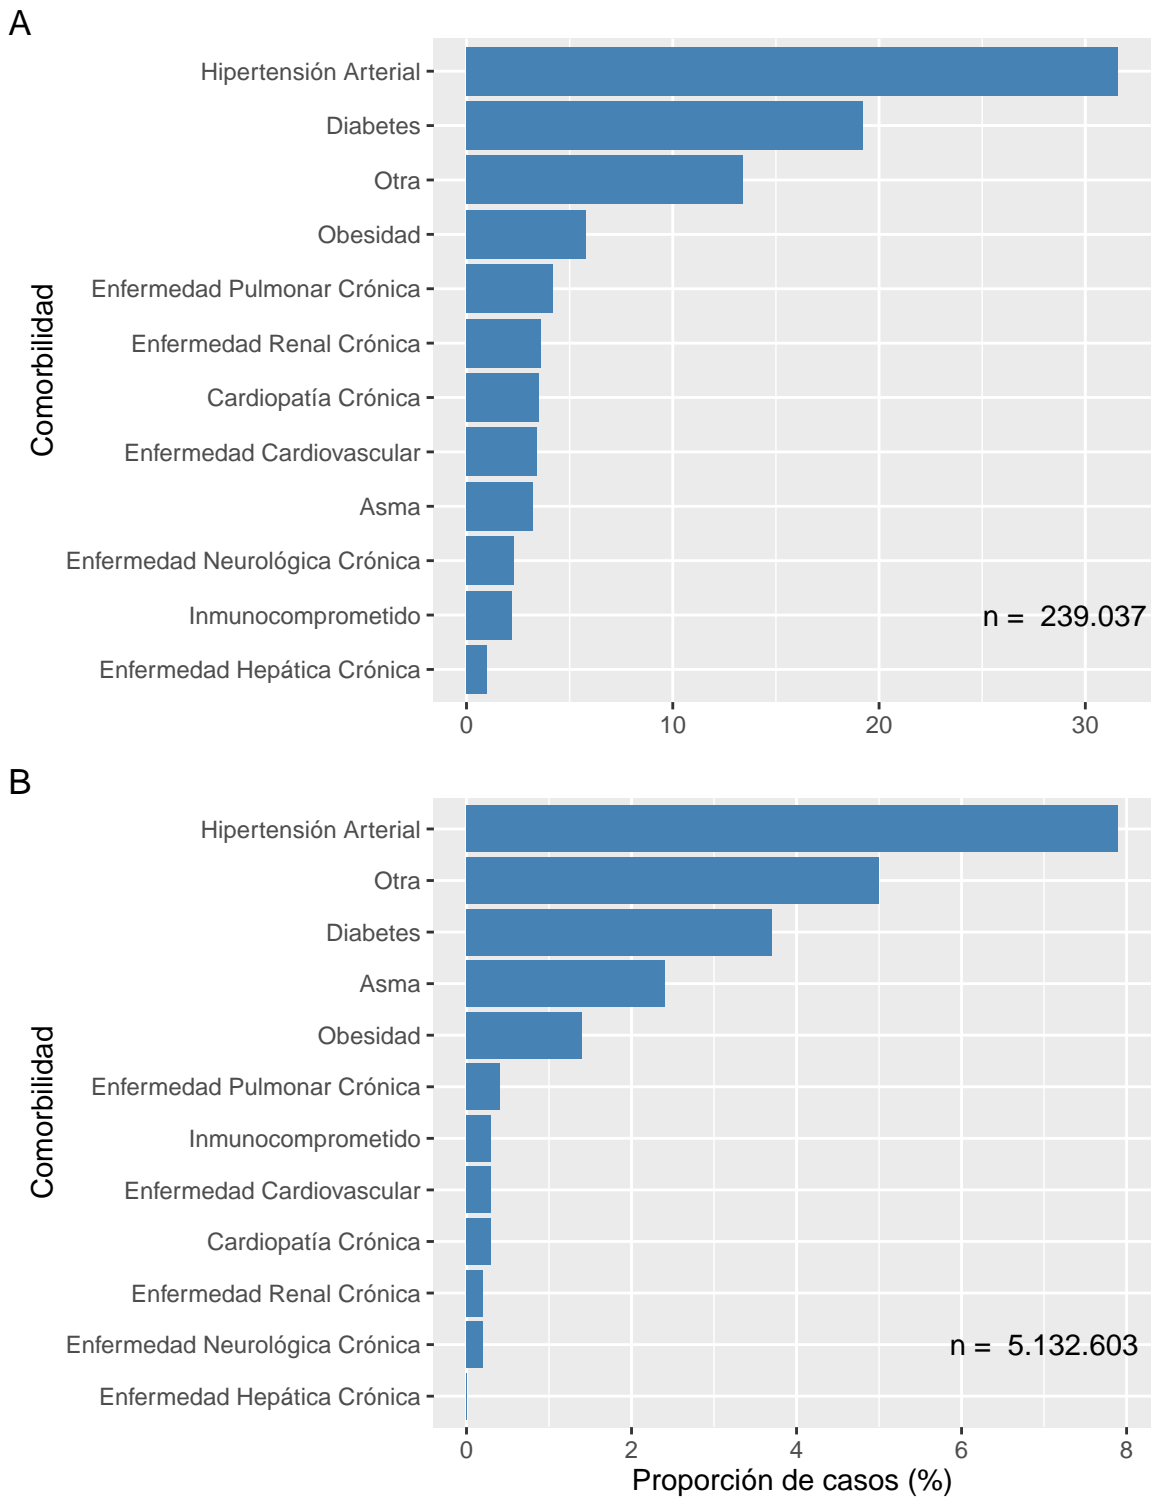 A
Hipertensión Arterial
Diabetes
Otra
Obesidad
Enfermedad Pulmonar Crónica
Enfermedad Renal Crónica
Cardiopatía Crónica
Enfermedad Cardiovascular
Asma
Enfermedad Neurológica Crónica
Inmunocomprometido
Enfermedad Hepática Crónica
Comorbilidad
n = 239.037
0 10 20 30
B
Hipertensión Arterial
Otra
Diabetes
Asma
Obesidad
Enfermedad Pulmonar Crónica
Inmunocomprometido
Enfermedad Cardiovascular
Cardiopatía Crónica
Enfermedad Renal Crónica
Enfermedad Neurológica Crónica
Enfermedad Hepática Crónica
Comorbilidad
n = 5.132.603
0 2 4 6 8
Proporción de casos (%)